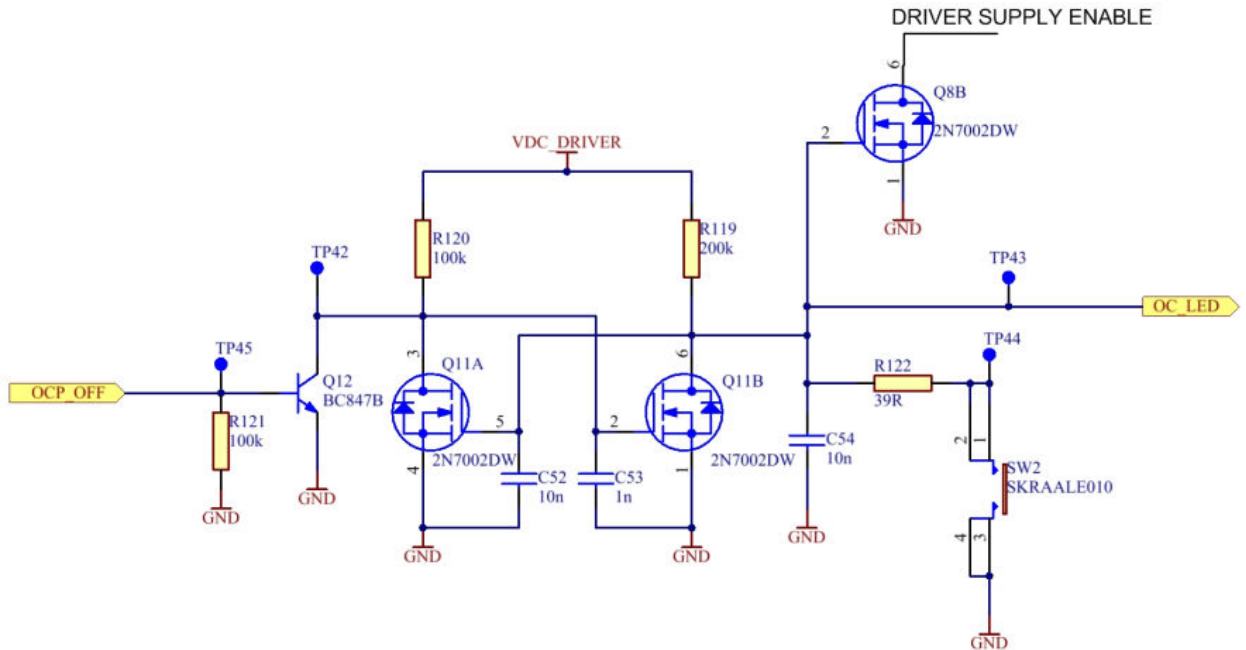 DRIVER SUPPLY ENABLE
6
Q8B
2
2N7002DW
1
GND
VDC_DRIVER
R120
100k
R119
200k
TP42
TP43
OC_LED
TP45
OCP_OFF
R121
100k
GND
Q12
BC847B
GND
3
Q11A
5
2N7002DW
4
C52
10n
C53
1n
6
Q11B
2
2N7002DW
1
GND
GND
C54
10n
GND
R122
39R
TP44
2
1
SW2
SKRAALE010
4
3
GND